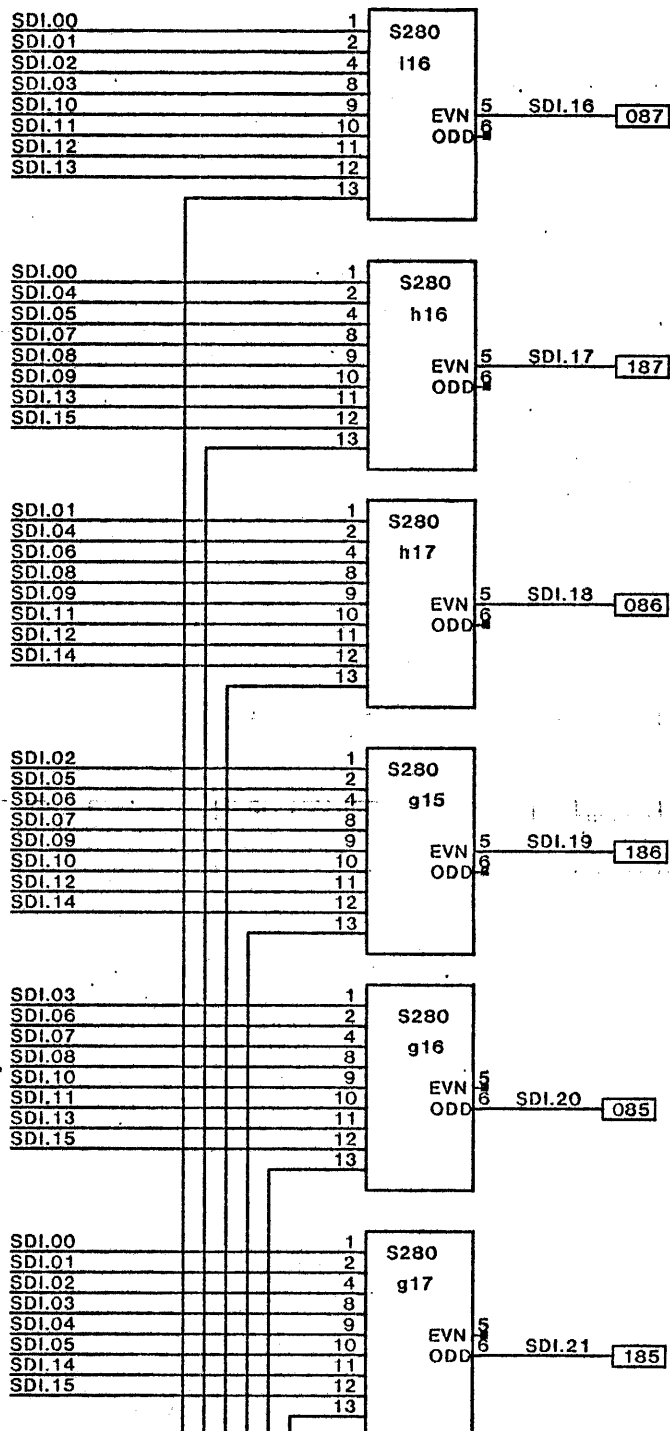 SDI.00 1 S280
SDI.01 2
SDI.02 4 i16
SDI.03 8
SDI.10 9 EVN 5 SDI.16 087
SDI.11 10 ODD 6
SDI.12 11
SDI.13 12
13
SDI.00 1 S280
SDI.04 2
SDI.05 4 h16
SDI.07 8
SDI.08 9 EVN 5 SDI.17 187
SDI.09 10 ODD 6
SDI.13 11
SDI.15 12
13
SDI.01 1 S280
SDI.04 2
SDI.06 4 h17
SDI.08 8
SDI.09 9 EVN 5 SDI.18 086
SDI.11 10 ODD 6
SDI.12 11
SDI.14 12
13
SDI.02 1 S280
SDI.05 2
SDI.06 4 g15
SDI.07 8
SDI.09 9 EVN 5 SDI.19 186
SDI.10 10 ODD 6
SDI.12 11
SDI.14 12
13
SDI.03 1 S280
SDI.06 2
SDI.07 4 g16
SDI.08 8
SDI.10 9 EVN 5
SDI.11 10 ODD 6 SDI.20 085
SDI.13 11
SDI.15 12
13
SDI.00 1 S280
SDI.01 2
SDI.02 4 g17
SDI.03 8
SDI.04 9 EVN 5
SDI.05 10 ODD 6 SDI.21 185
SDI.14 11
SDI.15 12
13